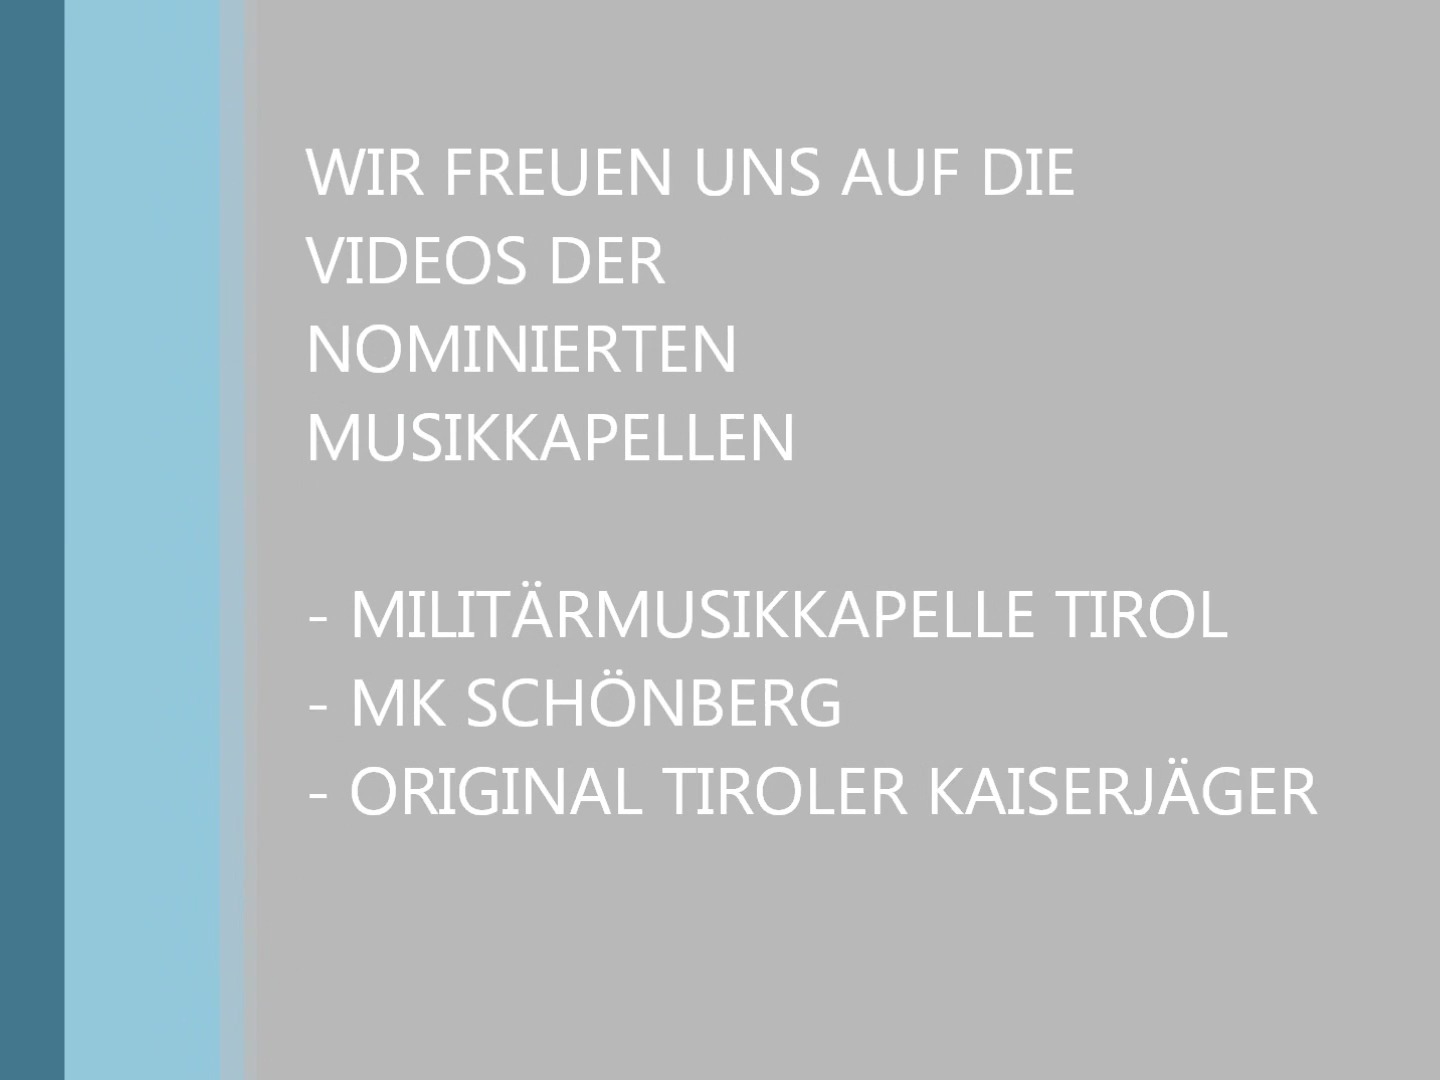 WIR FREUEN UNS AUF DIE
VIDEOS DER
NOMINIERTEN
MUSIKKAPELLEN
- MILITÄRMUSIKKAPELLE TIROL
- MK SCHÖNBERG
- ORIGINAL TIROLER KAISERJÄGER